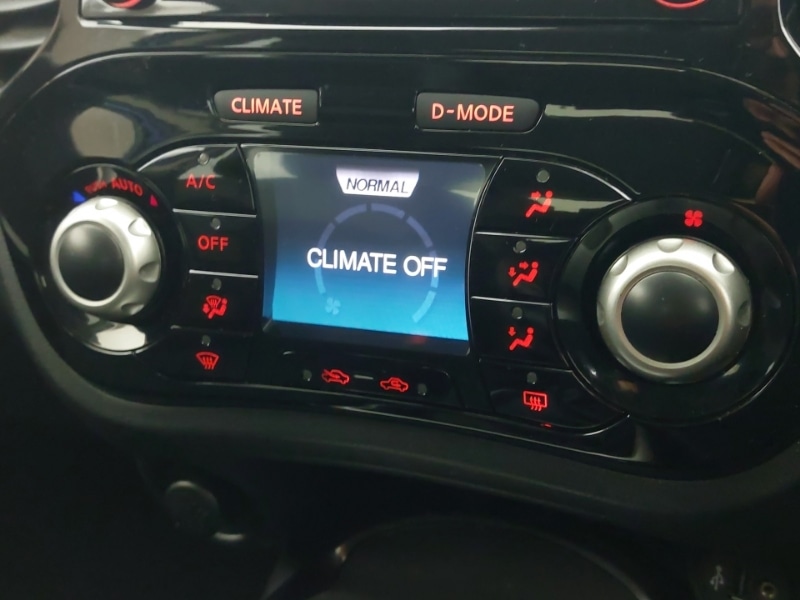 CLIMATE
D-MODE
AUTO
A/C
NORMAL
OFF
CLIMATE OFF